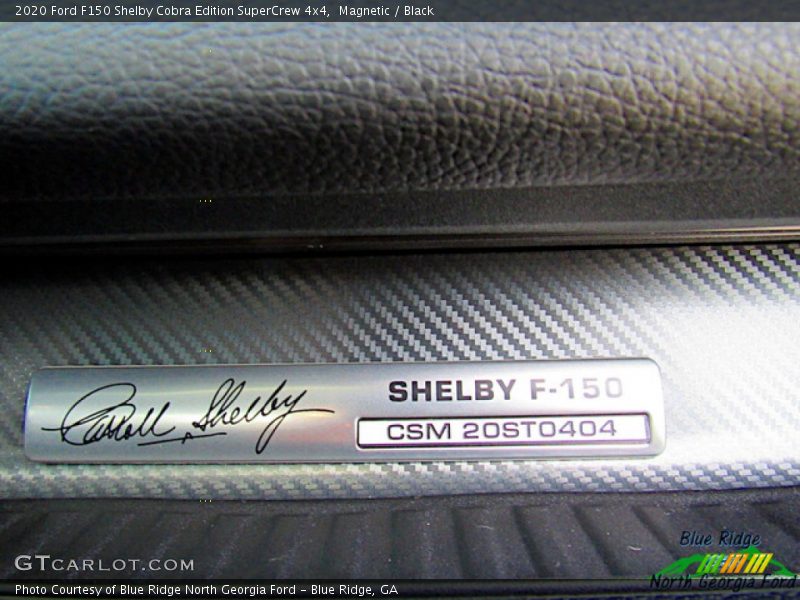 2020 Ford F150 Shelby Cobra Edition SuperCrew 4x4, Magnetic / Black
Carroll Shelby
SHELBY F-150
CSM 20ST0404
Blue Ridge
North Georgia Ford
GTCARLOT.COM
Photo Courtesy of Blue Ridge North Georgia Ford - Blue Ridge, GA